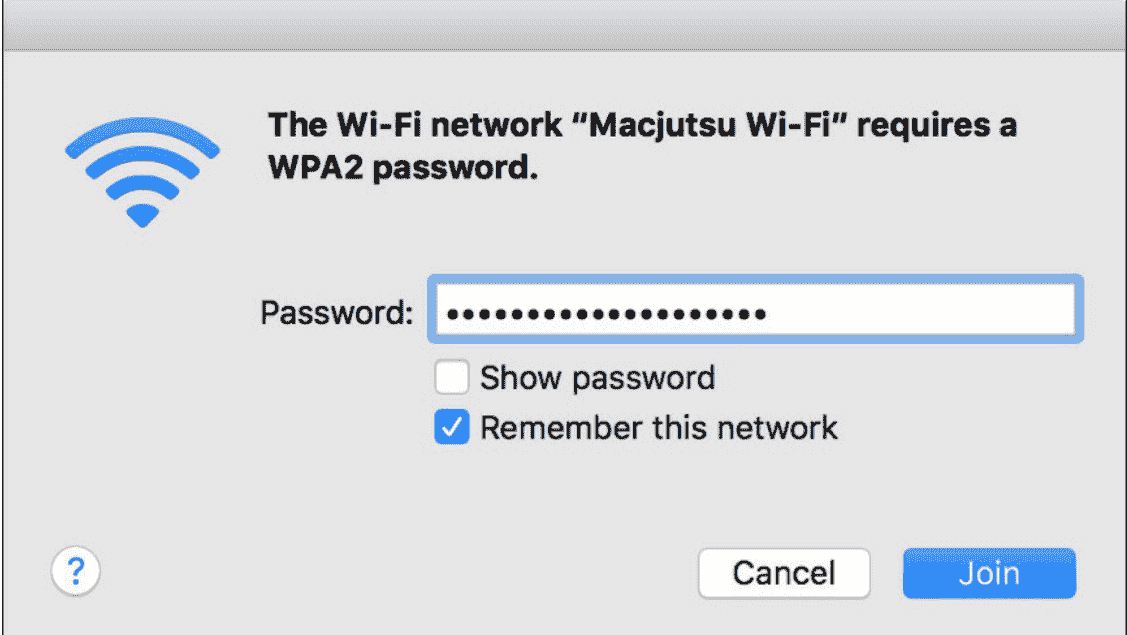 The Wi-Fi network “Macjutsu Wi-Fi” requires a
WPA2 password.
Password: ••••••••••••••••••••
Show password
Remember this network
? Cancel Join